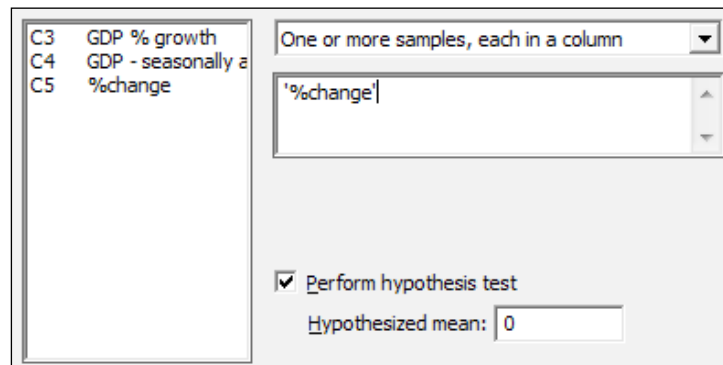 C3 GDP % growth
C4 GDP - seasonally a
C5 %change
One or more samples, each in a column
'%change'
Perform hypothesis test
Hypothesized mean: 0